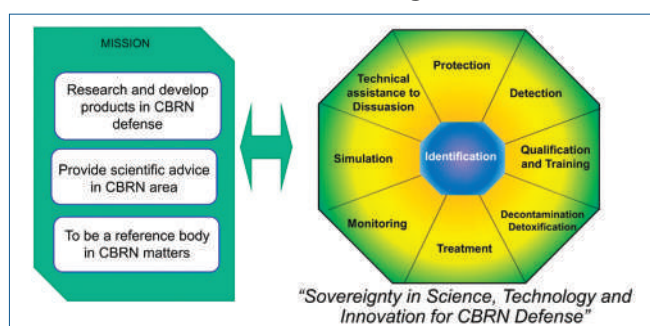 MISSION
Research and develop
products in CBRN
defense
Provide scientific advice
in CBRN area
To be a reference body
in CBRN matters
Protection
Technical
assistance to
Dissuasion
Detection
Simulation
Identification
Qualification
and Training
Monitoring
Decontamination
Detoxification
Treatment
“Sovereignty in Science, Technology and
Innovation for CBRN Defense”